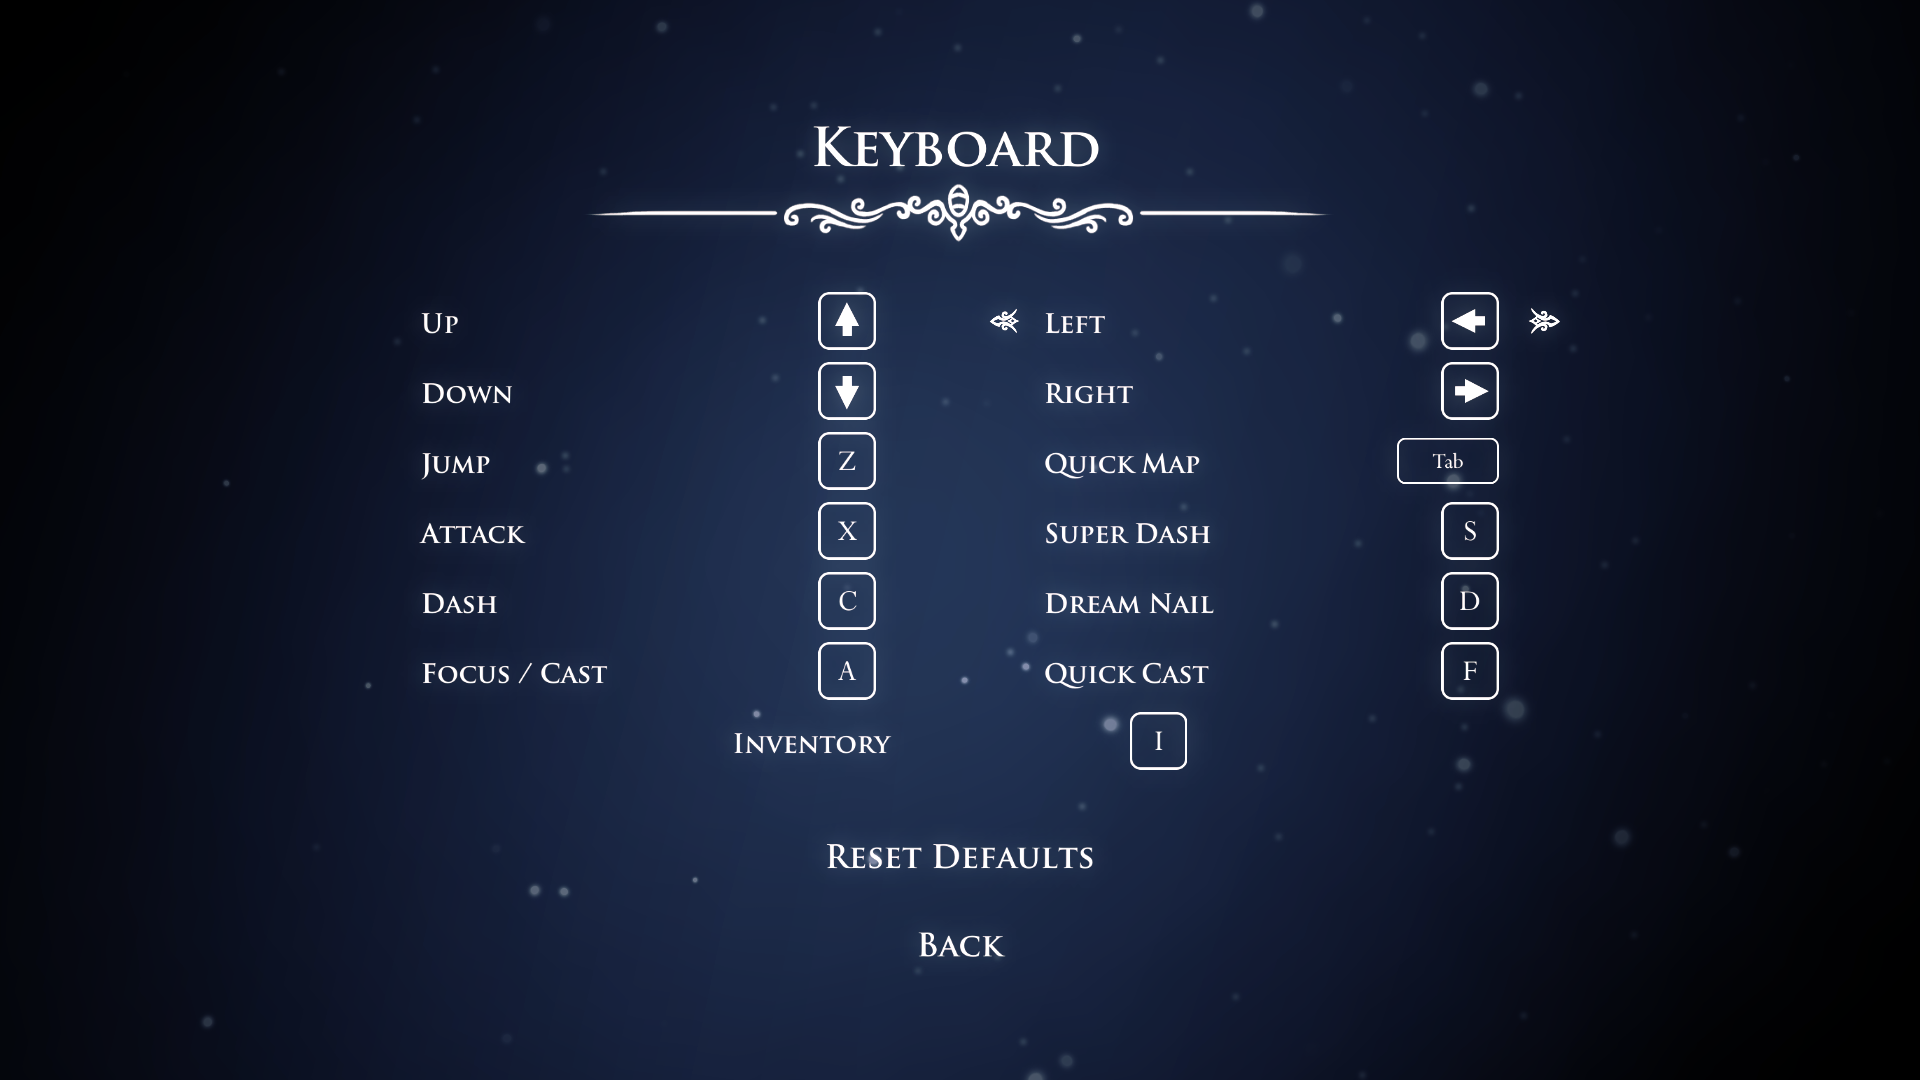 Keyboard
Up ↑ Left ←
Down ↓ Right →
Jump Z Quick Map Tab
Attack X Super Dash S
Dash C Dream Nail D
Focus / Cast A Quick Cast F
Inventory I
Reset Defaults
Back